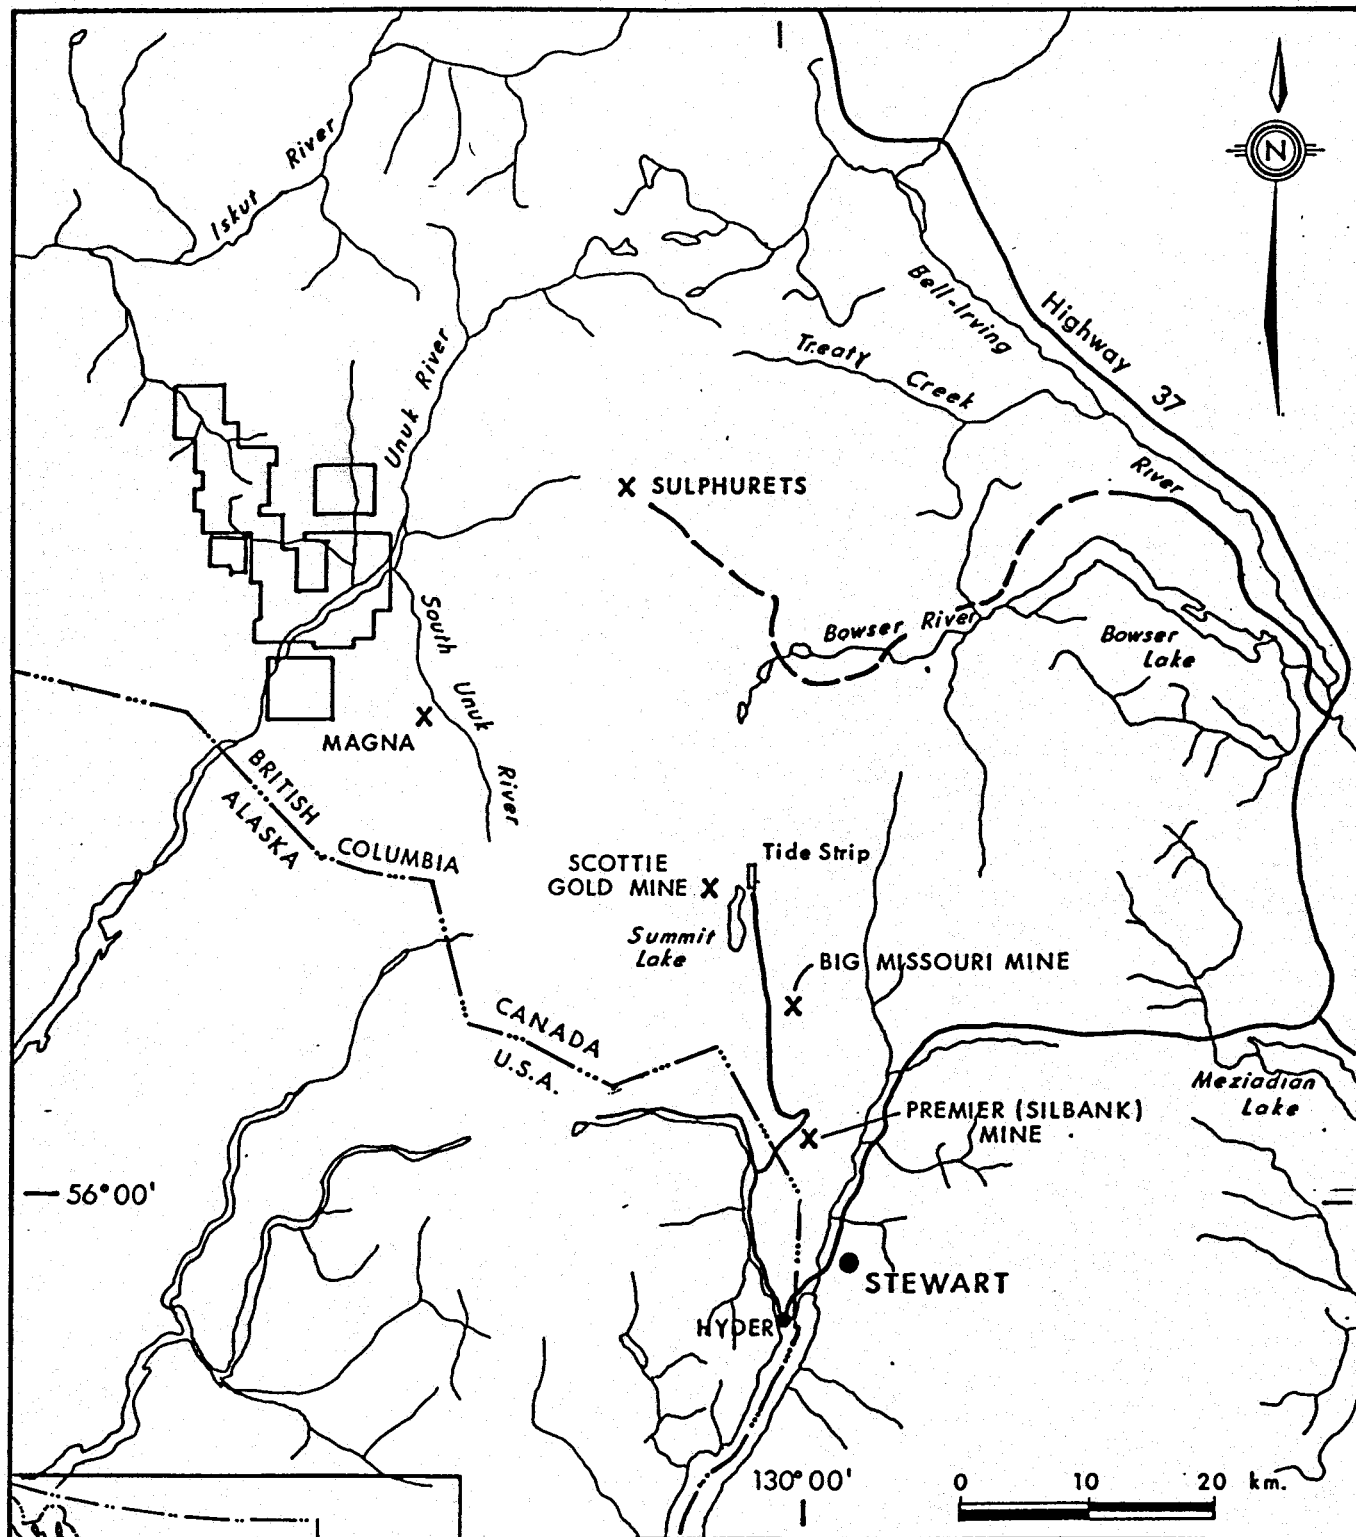 N
Iskut River
Bell-Irving River
Highway 37
Treaty Creek
Unuk River
X SULPHURETS
South Unuk River
Bowser River
Bowser Lake
X
MAGNA
BRITISH COLUMBIA
ALASKA
Tide Strip
SCOTTIE
GOLD MINE X
Summit
Lake
BIG MISSOURI MINE
X
CANADA
U.S.A.
Meziadian
Lake
PREMIER (SILBANK)
MINE
X
56°00'
STEWART
HYDER
130°00'
0 10 20 km.